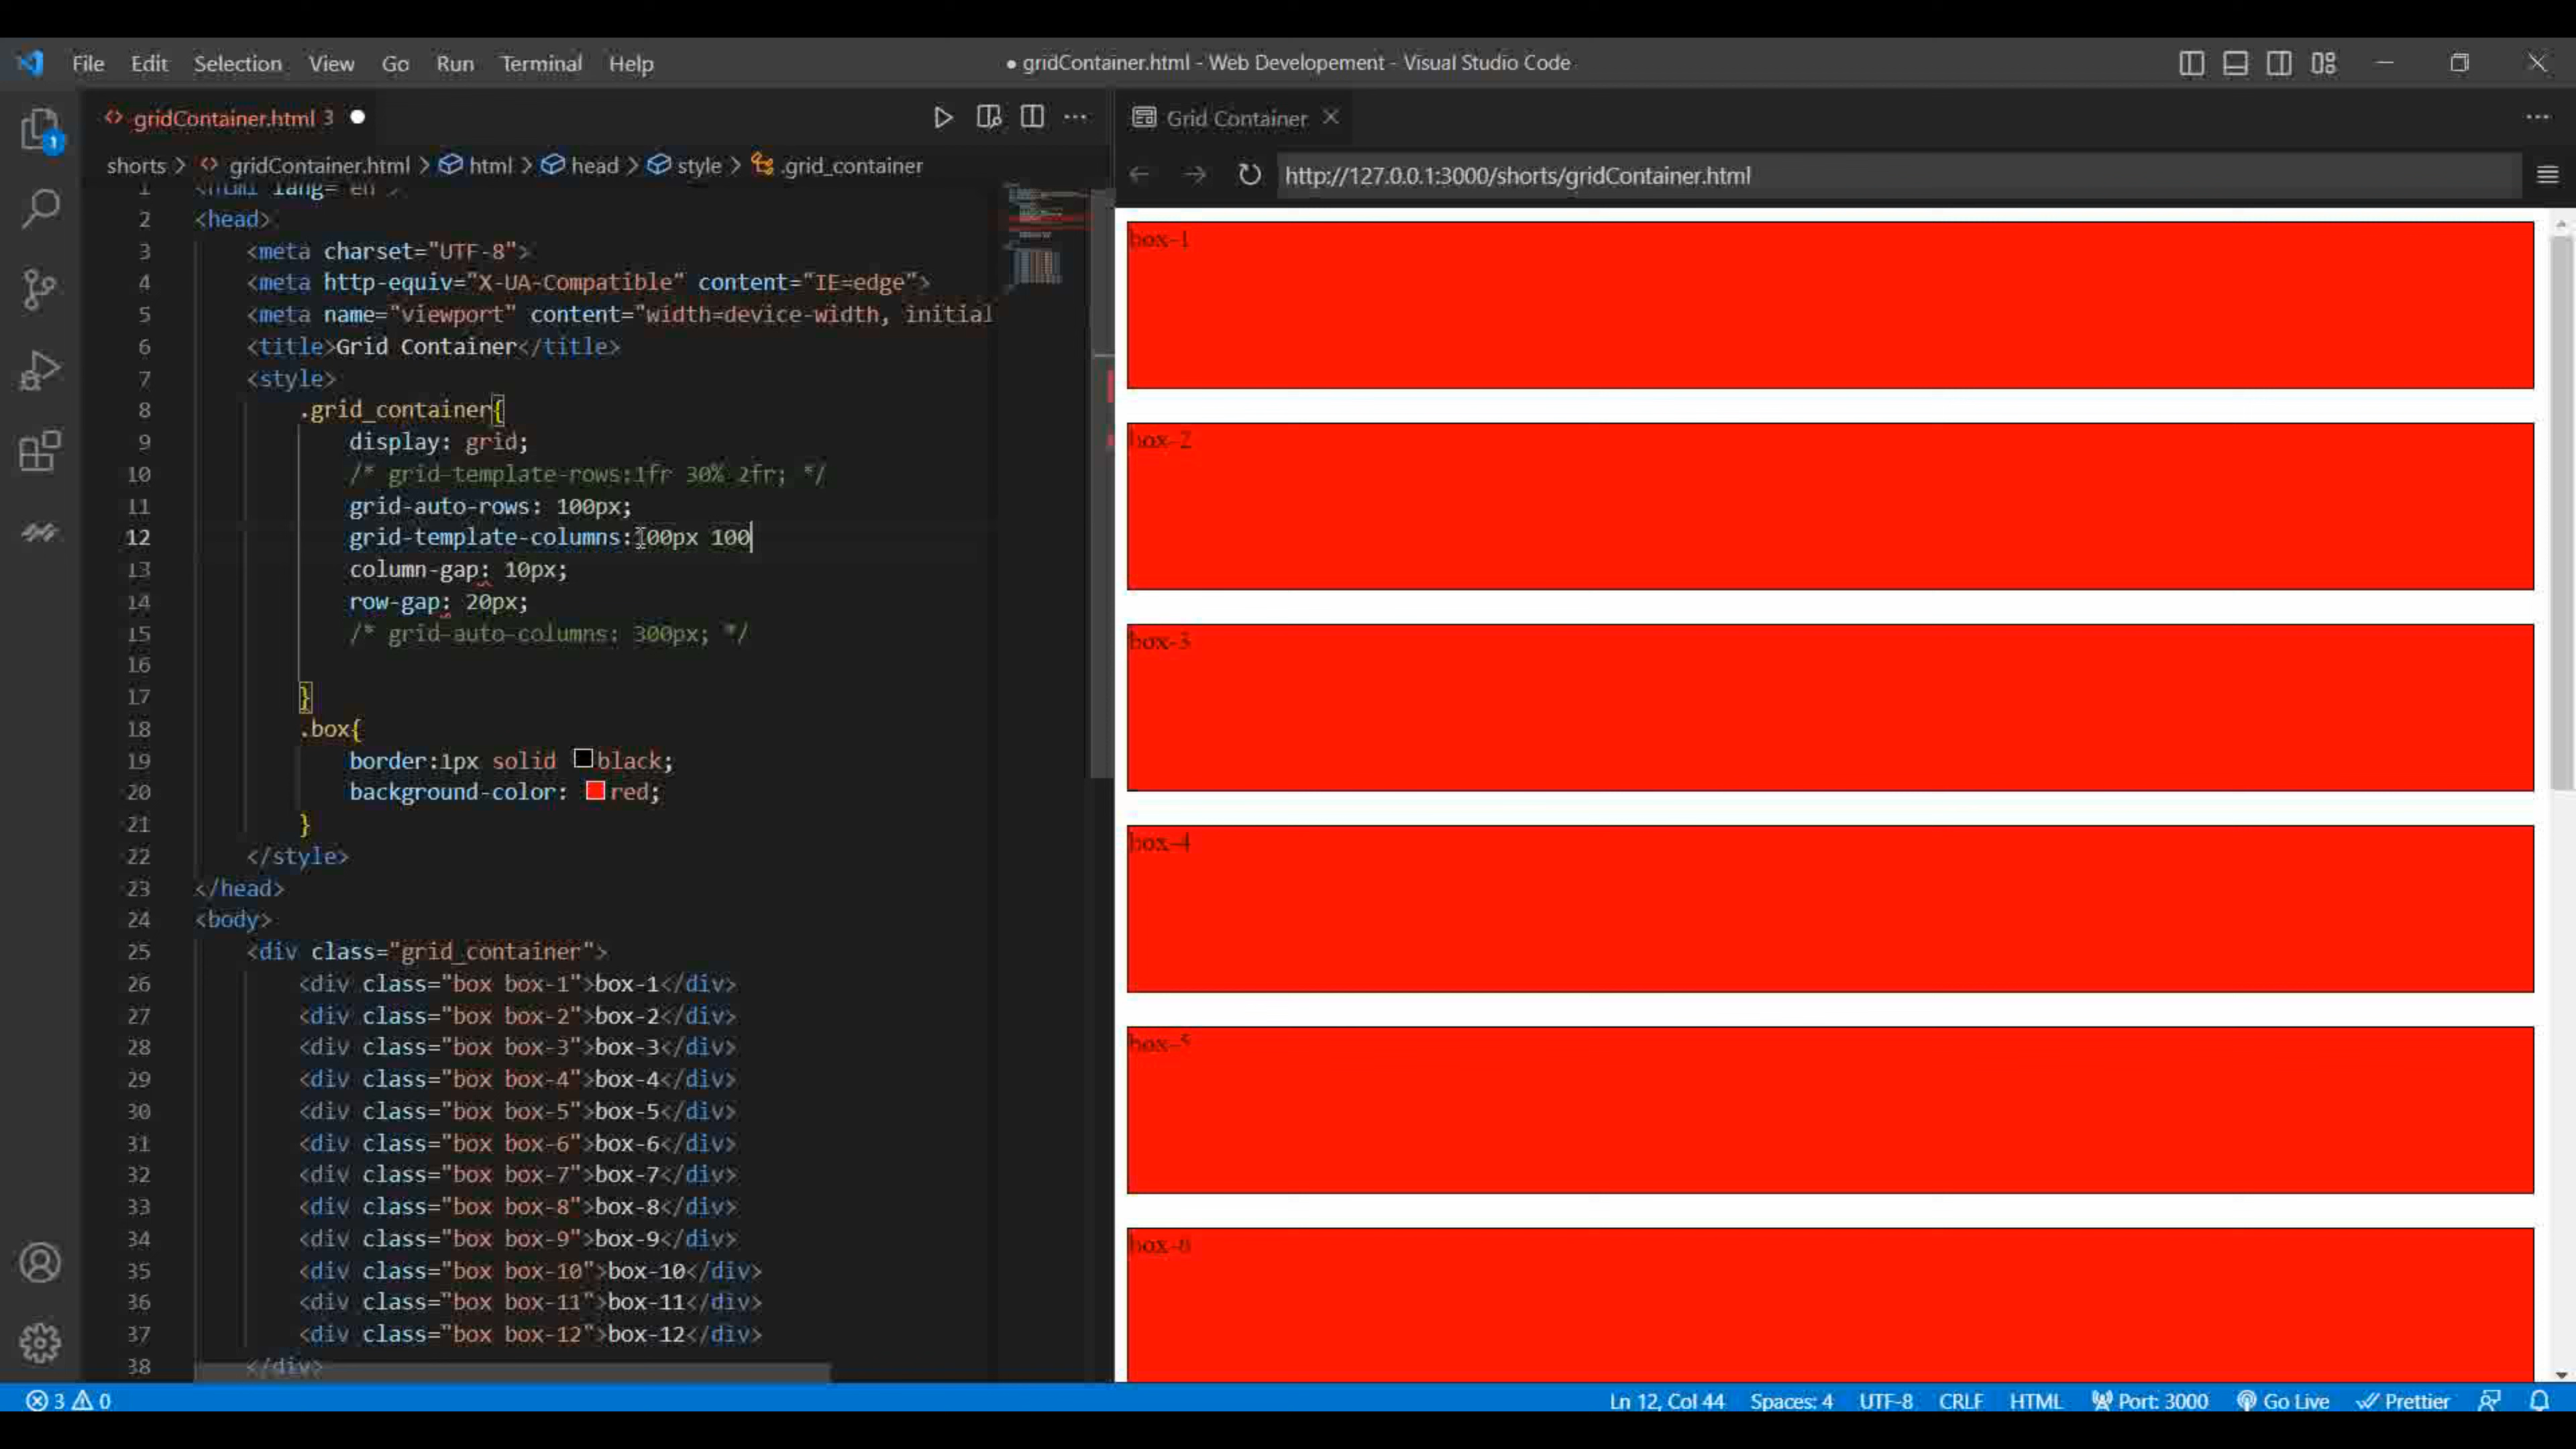 File Edit Selection View Go Run Terminal Help
● gridContainer.html - Web Developement - Visual Studio Code
<> gridContainer.html 3 ●
shorts > <> gridContainer.html > html > head > style > .grid_container
1 <html lang="en">
2 <head>
3 <meta charset="UTF-8">
4 <meta http-equiv="X-UA-Compatible" content="IE=edge">
5 <meta name="viewport" content="width=device-width, initial
6 <title>Grid Container</title>
7 <style>
8 .grid_container{
9 display: grid;
10 /* grid-template-rows:1fr 30% 2fr; */
11 grid-auto-rows: 100px;
12 grid-template-columns:100px 100
13 column-gap: 10px;
14 row-gap: 20px;
15 /* grid-auto-columns: 300px; */
16
17 }
18 .box{
19 border:1px solid black;
20 background-color: red;
21 }
22 </style>
23 </head>
24 <body>
25 <div class="grid_container">
26 <div class="box box-1">box-1</div>
27 <div class="box box-2">box-2</div>
28 <div class="box box-3">box-3</div>
29 <div class="box box-4">box-4</div>
30 <div class="box box-5">box-5</div>
31 <div class="box box-6">box-6</div>
32 <div class="box box-7">box-7</div>
33 <div class="box box-8">box-8</div>
34 <div class="box box-9">box-9</div>
35 <div class="box box-10">box-10</div>
36 <div class="box box-11">box-11</div>
37 <div class="box box-12">box-12</div>
38 </div>
1
Grid Container
http://127.0.0.1:3000/shorts/gridContainer.html
box-1
box-2
box-3
box-4
box-5
box-6
3 0
Ln 12, Col 44 Spaces: 4 UTF-8 CRLF HTML Port: 3000 Go Live Prettier